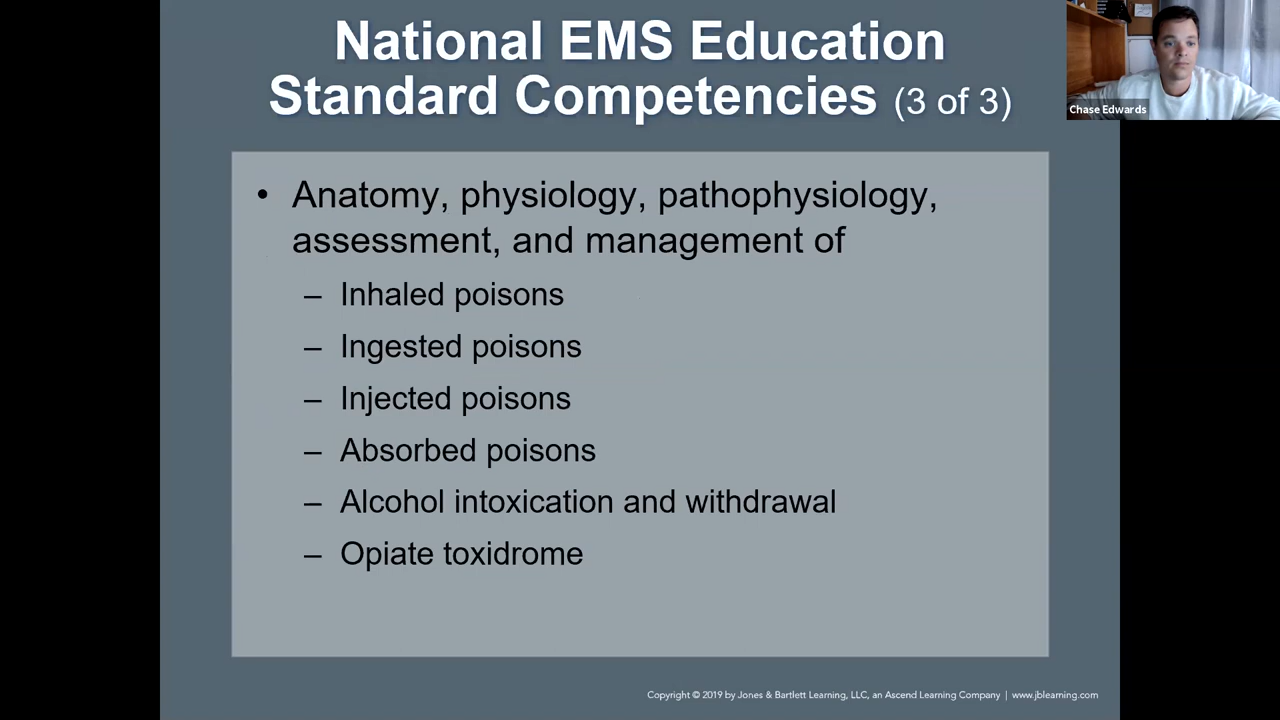 National EMS Education
Standard Competencies (3 of 3)
Chase Edwards
• Anatomy, physiology, pathophysiology,
assessment, and management of
– Inhaled poisons
– Ingested poisons
– Injected poisons
– Absorbed poisons
– Alcohol intoxication and withdrawal
– Opiate toxidrome
Copyright © 2019 by Jones & Bartlett Learning, LLC, an Ascend Learning Company | www.jblearning.com